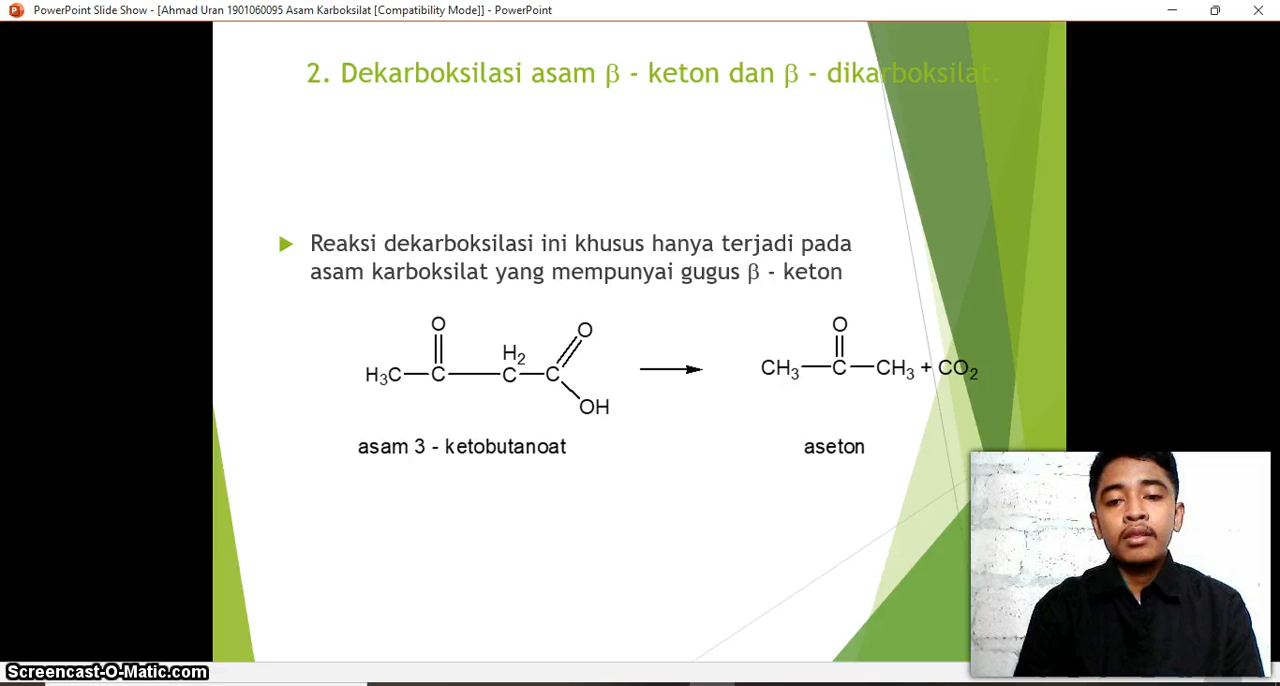 PowerPoint Slide Show - [Ahmad Uran 1901060095 Asam Karboksilat [Compatibility Mode]] - PowerPoint
2. Dekarboksilasi asam β - keton dan β - dikarboksilat.
Reaksi dekarboksilasi ini khusus hanya terjadi pada
asam karboksilat yang mempunyai gugus β - keton
O
O
H₂
H₃C C C C
OH
O
CH₃ C CH₃ + CO₂
asam 3 - ketobutanoat
aseton
Screencast-O-Matic.com